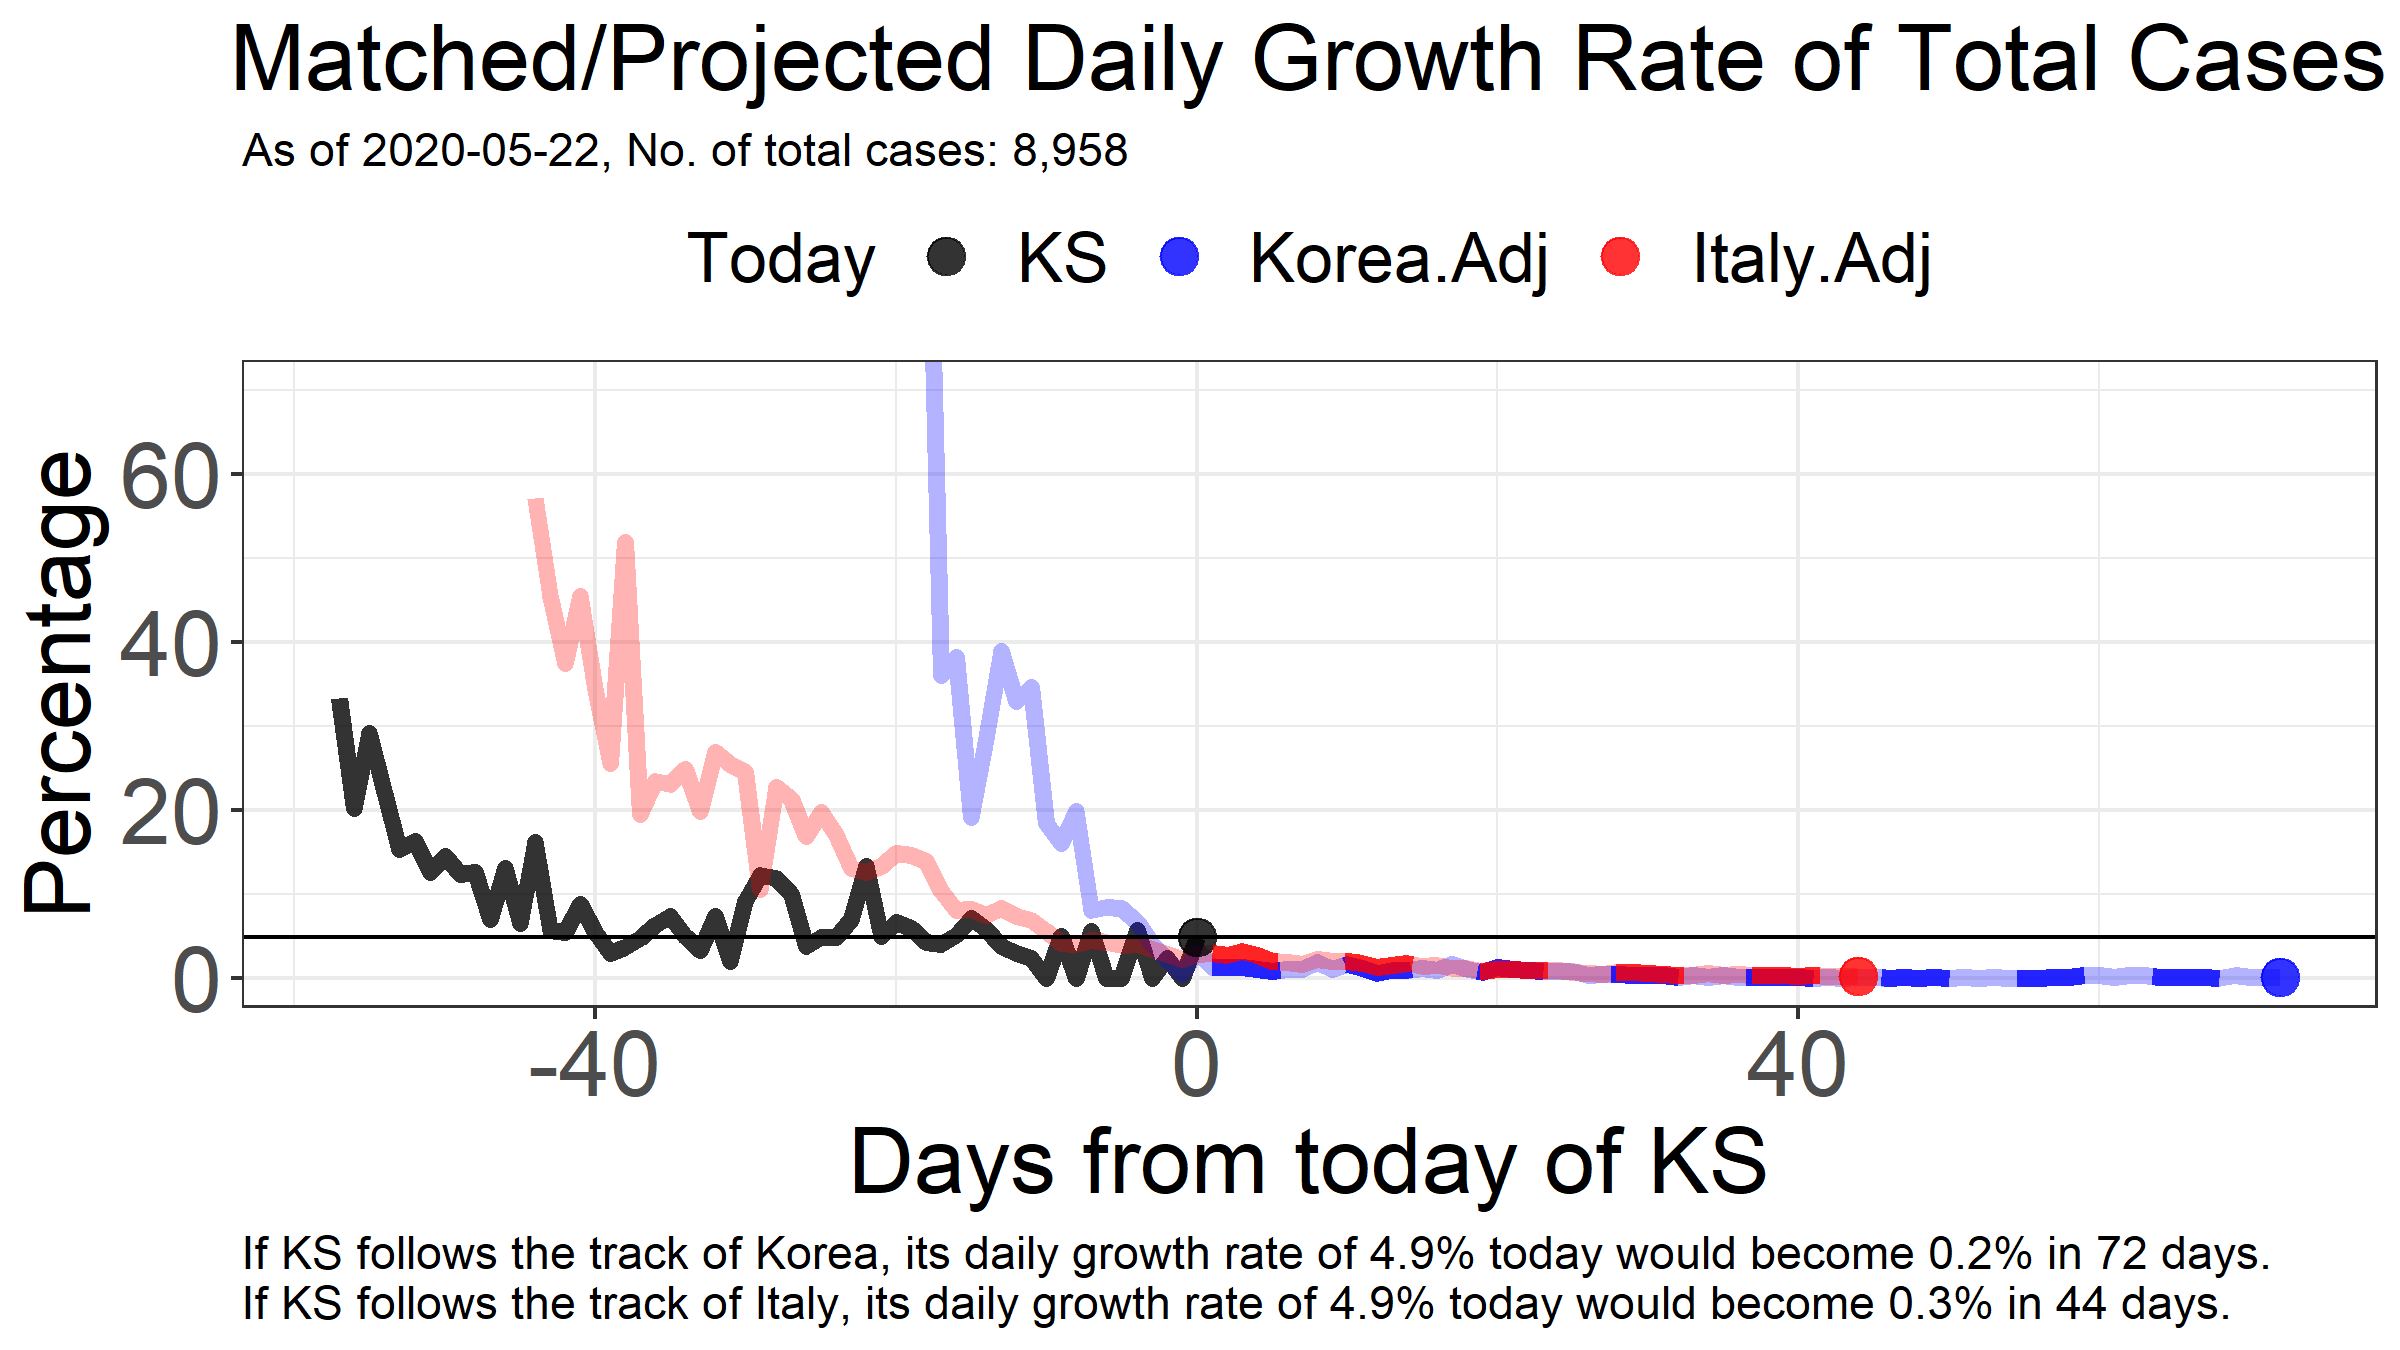 Matched/Projected Daily Growth Rate of Total Cases
As of 2020-05-22, No. of total cases: 8,958
Today KS Korea.Adj Italy.Adj
Percentage
60
40
20
0
-40 0 40
Days from today of KS
If KS follows the track of Korea, its daily growth rate of 4.9% today would become 0.2% in 72 days.
If KS follows the track of Italy, its daily growth rate of 4.9% today would become 0.3% in 44 days.